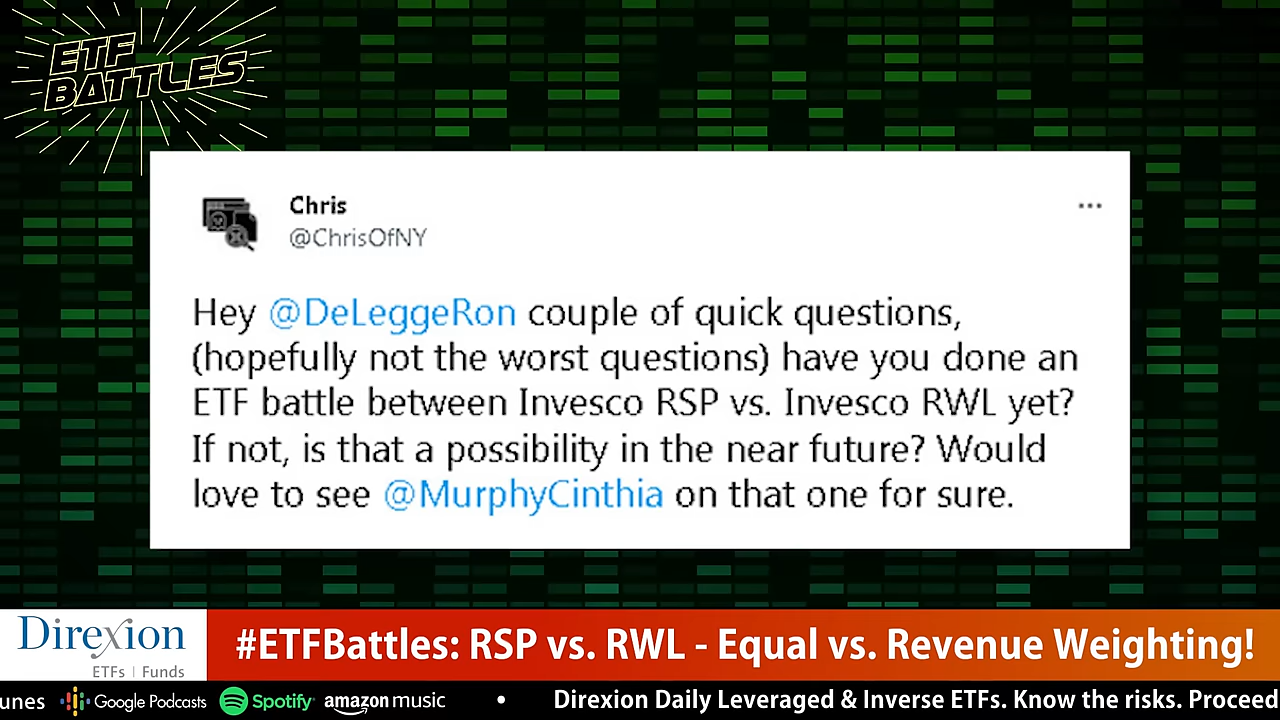 ETF
BATTLES
Chris
@ChrisOfNY
Hey @DeLeggeRon couple of quick questions,
(hopefully not the worst questions) have you done an
ETF battle between Invesco RSP vs. Invesco RWL yet?
If not, is that a possibility in the near future? Would
love to see @MurphyCinthia on that one for sure.
Direxion
ETFs | Funds
#ETFBattles: RSP vs. RWL - Equal vs. Revenue Weighting!
unes Google Podcasts Spotify amazon music • Direxion Daily Leveraged & Inverse ETFs. Know the risks. Proceed